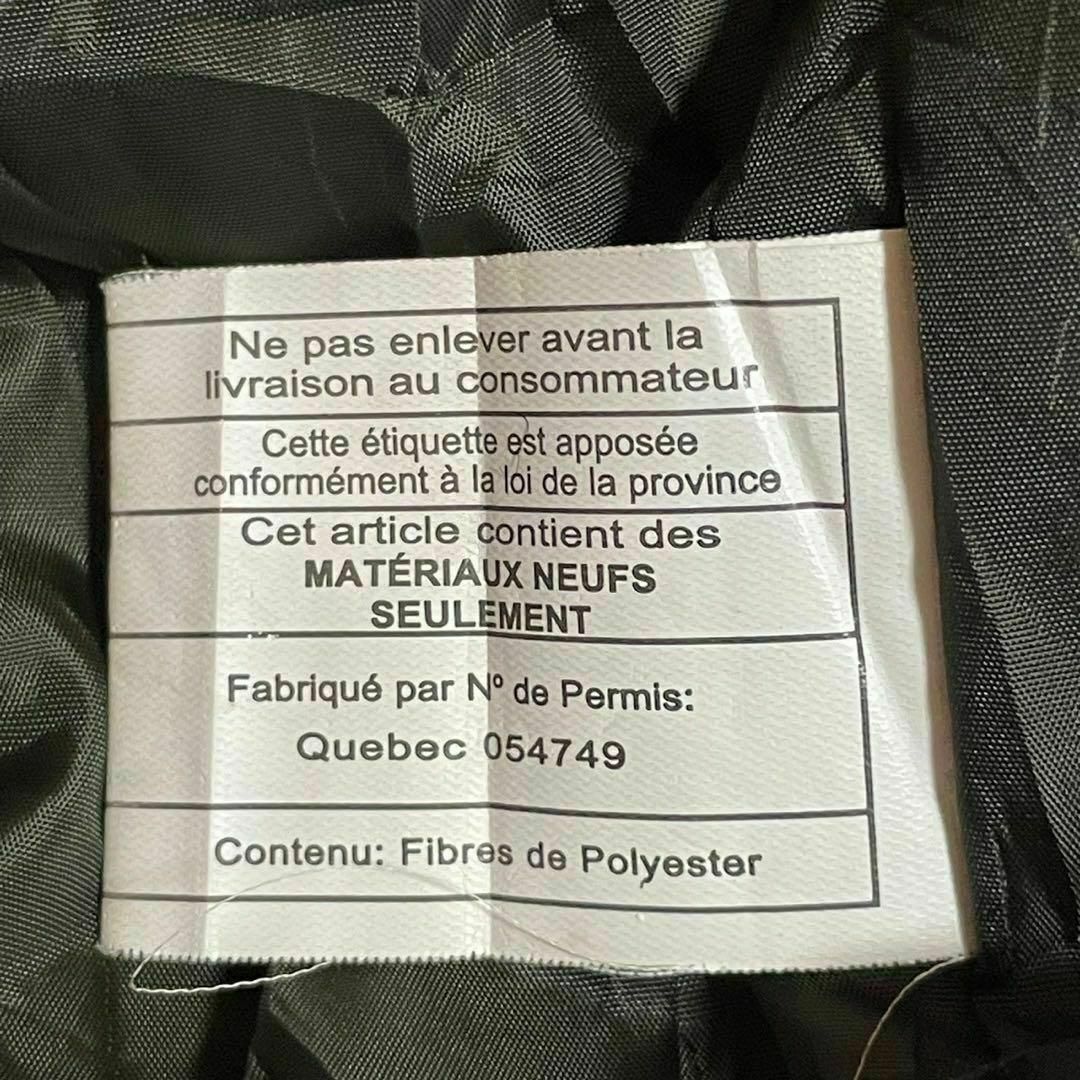 Ne pas enlever avant la
livraison au consommateur
Cette étiquette est apposée
conformément à la loi de la province
Cet article contient des
MATÉRIAUX NEUFS
SEULEMENT
Fabriqué par Nº de Permis:
Quebec 054749
Contenu: Fibres de Polyester